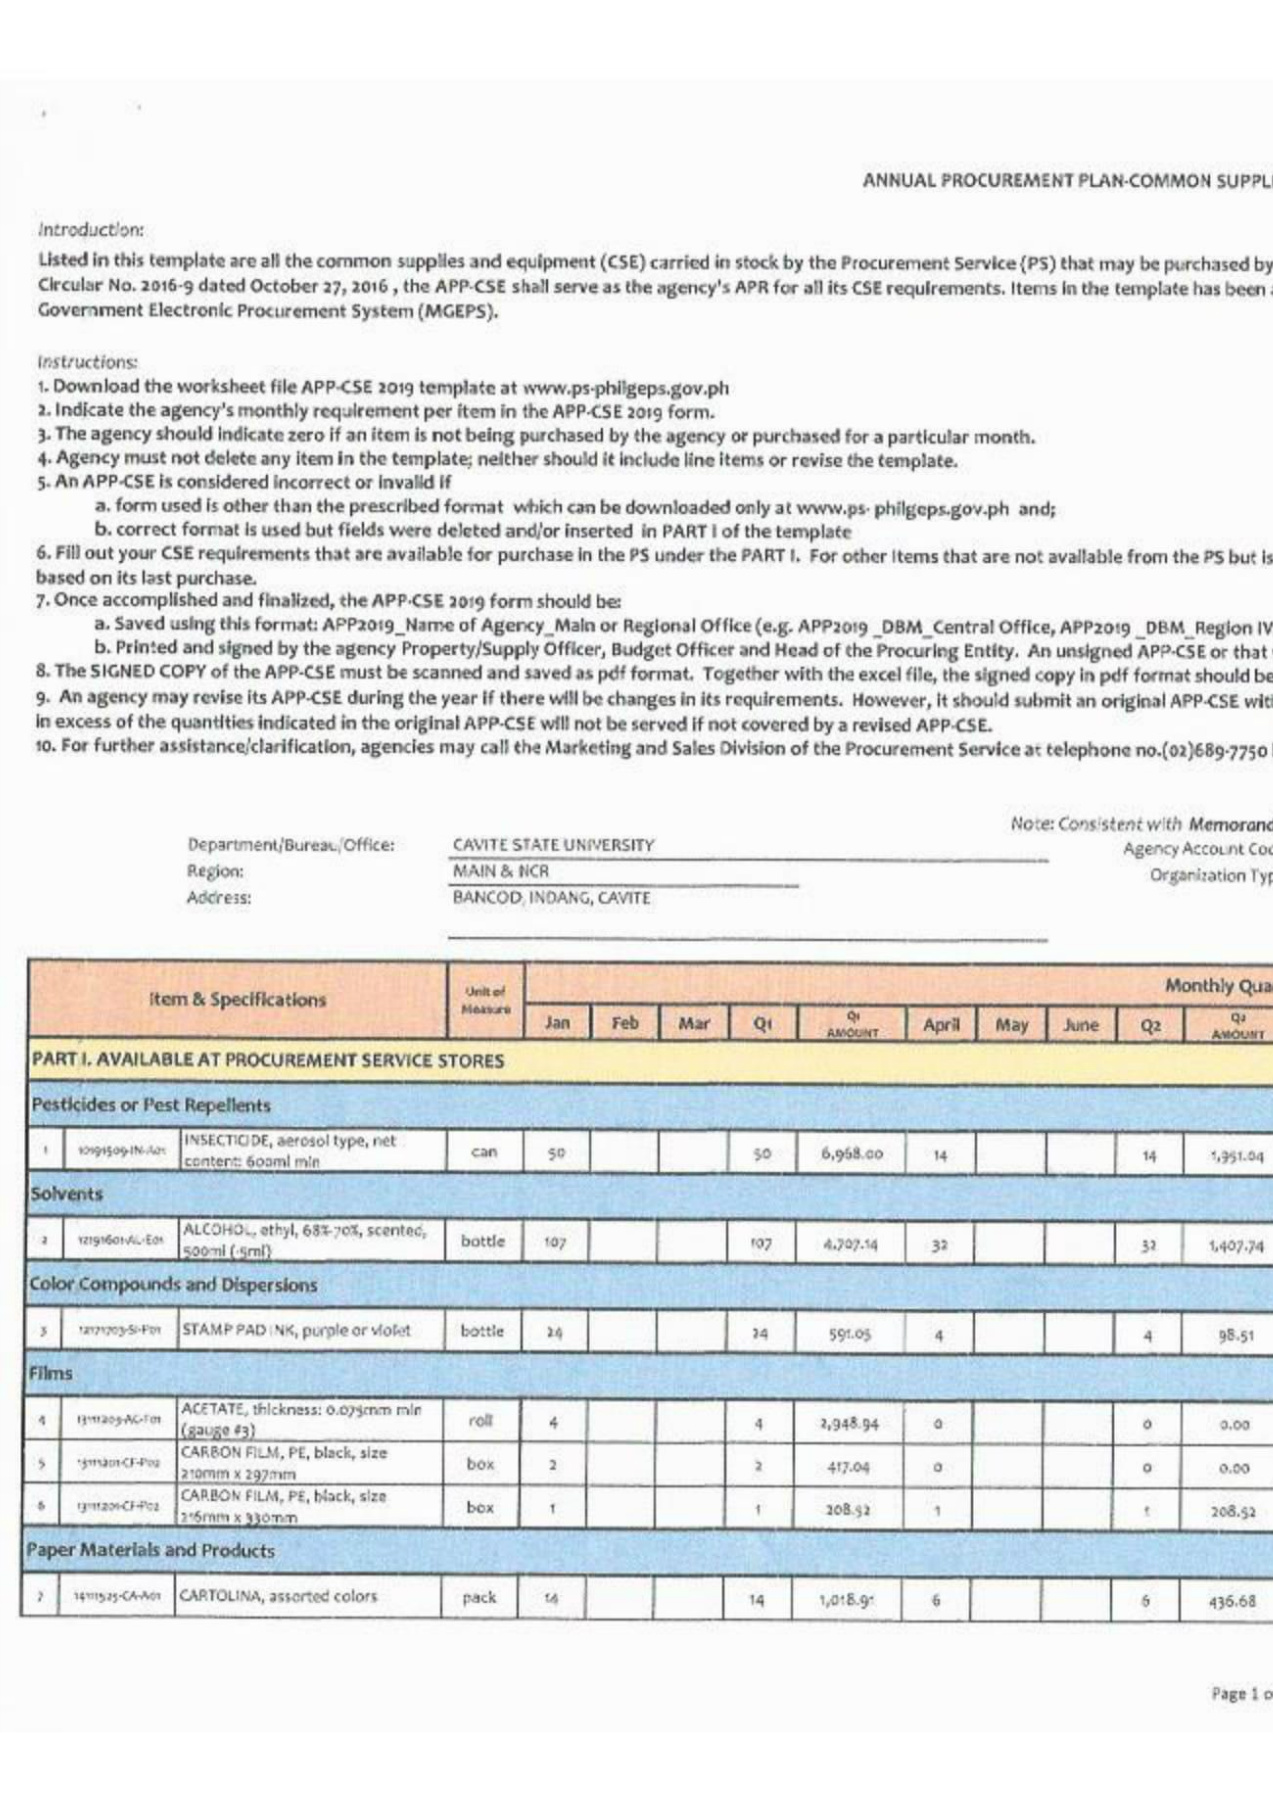 ANNUAL PROCUREMENT PLAN-COMMON SUPPLI
Introduction:
Listed in this template are all the common supplies and equipment (CSE) carried in stock by the Procurement Service (PS) that may be purchased by
Circular No. 2016-9 dated October 27, 2016 , the APP-CSE shall serve as the agency's APR for all its CSE requirements. Items in the template has been
Government Electronic Procurement System (MGEPS).
Instructions:
1. Download the worksheet file APP-CSE 2019 template at www.ps-philgeps.gov.ph
2. Indicate the agency's monthly requirement per item in the APP-CSE 2019 form.
3. The agency should indicate zero if an item is not being purchased by the agency or purchased for a particular month.
4. Agency must not delete any item in the template; neither should it include line items or revise the template.
5. An APP-CSE is considered incorrect or invalid if
a. form used is other than the prescribed format which can be downloaded only at www.ps- philgeps.gov.ph and;
b. correct format is used but fields were deleted and/or inserted in PART I of the template
6. Fill out your CSE requirements that are available for purchase in the PS under the PART I. For other Items that are not available from the PS but is
based on its last purchase.
7. Once accomplished and finalized, the APP-CSE 2019 form should be:
a. Saved using this format: APP2019_Name of Agency_Main or Regional Office (e.g. APP2019 _DBM_Central Office, APP2019 _DBM_Region IV
b. Printed and signed by the agency Property/Supply Officer, Budget Officer and Head of the Procuring Entity. An unsigned APP-CSE or that
8. The SIGNED COPY of the APP-CSE must be scanned and saved as pdf format. Together with the excel file, the signed copy in pdf format should be
9. An agency may revise its APP-CSE during the year if there will be changes in its requirements. However, it should submit an original APP-CSE wit
in excess of the quantities indicated in the original APP-CSE will not be served if not covered by a revised APP-CSE.
10. For further assistance/clarification, agencies may call the Marketing and Sales Division of the Procurement Service at telephone no.(02)689-7750
Note: Consistent with Memorand
Department/Bureau/Office: CAVITE STATE UNIVERSITY Agency Account Cod
Region: MAIN & NCR Organization Typ
Address: BANCOD, INDANG, CAVITE
Item & Specifications Unit of Measure Monthly Qua
Jan Feb Mar Q1 Q1 AMOUNT April May June Q2 Q2 AMOUNT
PART I. AVAILABLE AT PROCUREMENT SERVICE STORES
Pesticides or Pest Repellents
1 10191509-IN-A01 INSECTICIDE, aerosol type, net can 50 50 6,968.00 14 14 1,951.04
content: 600ml min
Solvents
2 12191601-AL-E01 ALCOHOL, ethyl, 68%-70%, scented, bottle 107 107 4,707.14 32 32 1,407.74
500ml (-5ml)
Color Compounds and Dispersions
3 12171703-SI-P01 STAMP PAD INK, purple or violet bottle 24 24 591.05 4 4 98.51
Films
4 13111203-AC-F01 ACETATE, thickness: 0.075mm min roll 4 4 2,948.94 0 0 0.00
(gauge #3)
5 13111201-CF-P02 CARBON FILM, PE, black, size box 2 2 417.04 0 0 0.00
210mm x 297mm
6 13111201-CF-P02 CARBON FILM, PE, black, size box 1 1 208.52 1 1 208.52
216mm x 330mm
Paper Materials and Products
7 14111525-CA-A01 CARTOLINA, assorted colors pack 14 14 1,018.91 6 6 436.68
Page 1 o